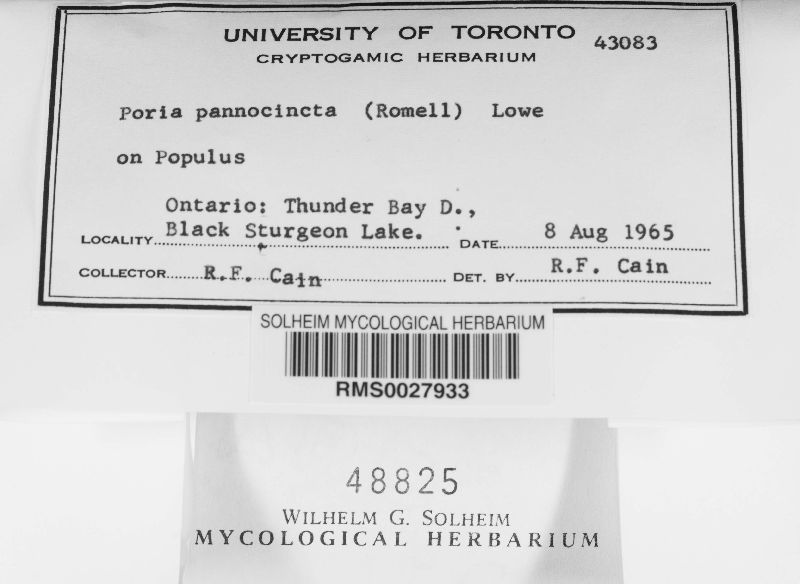 UNIVERSITY OF TORONTO 43083
CRYPTOGAMIC HERBARIUM
Poria pannocincta (Romell) Lowe
on Populus
Ontario: Thunder Bay D.,
LOCALITY Black Sturgeon Lake. DATE 8 Aug 1965
COLLECTOR R.F. Cain DET. BY R.F. Cain
SOLHEIM MYCOLOGICAL HERBARIUM
RMS0027933
48825
WILHELM G. SOLHEIM
MYCOLOGICAL HERBARIUM